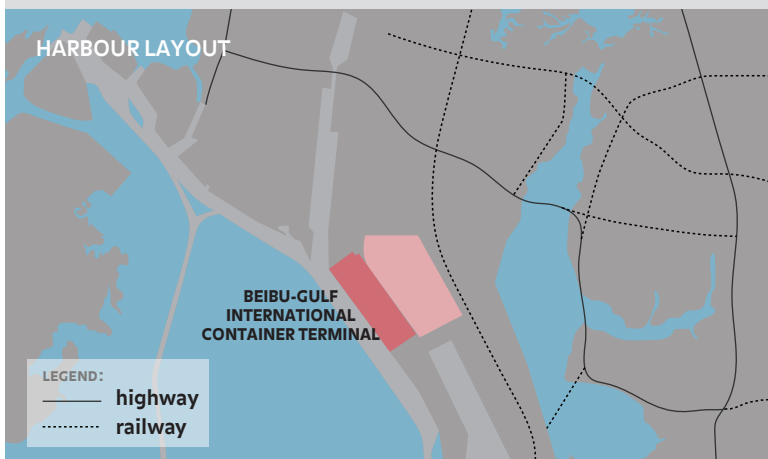 HARBOUR LAYOUT
BEIBU-GULF
INTERNATIONAL
CONTAINER TERMINAL
LEGEND:
highway
railway